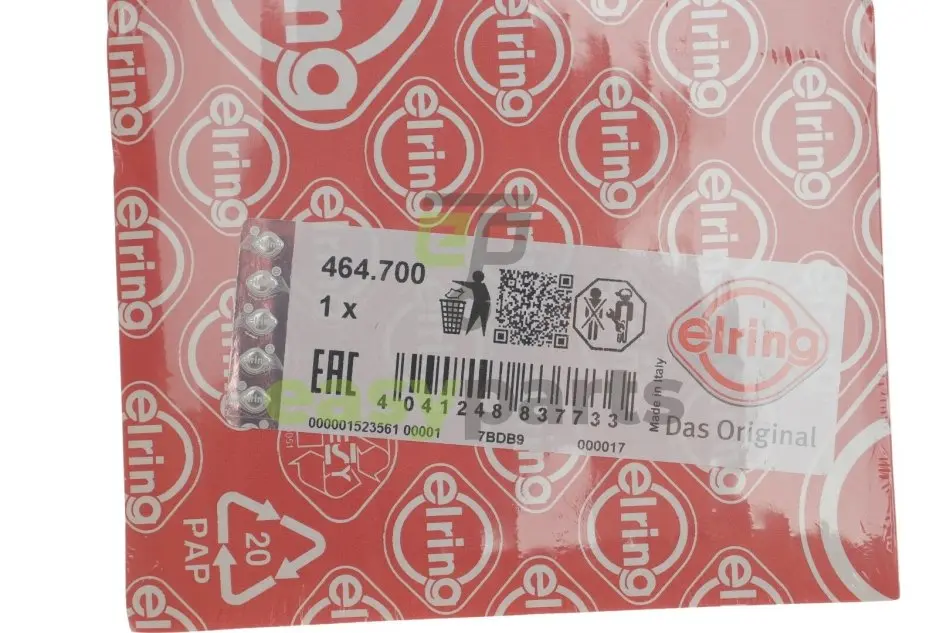 elring
464.700
1 x
EAC
4 041248 837733
000001523561 00001 7BDB9 000017
Made in Italy
elring
Das Original
easyparts
20
PAP